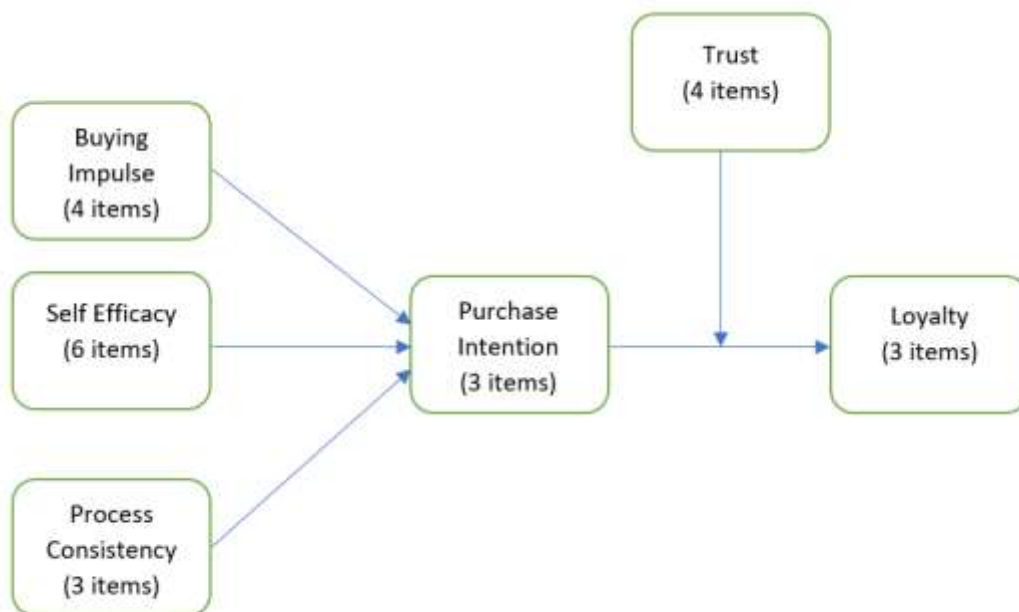 Trust
(4 items)
Buying
Impulse
(4 items)
Self Efficacy
(6 items)
Purchase
Intention
(3 items)
Loyalty
(3 items)
Process
Consistency
(3 items)